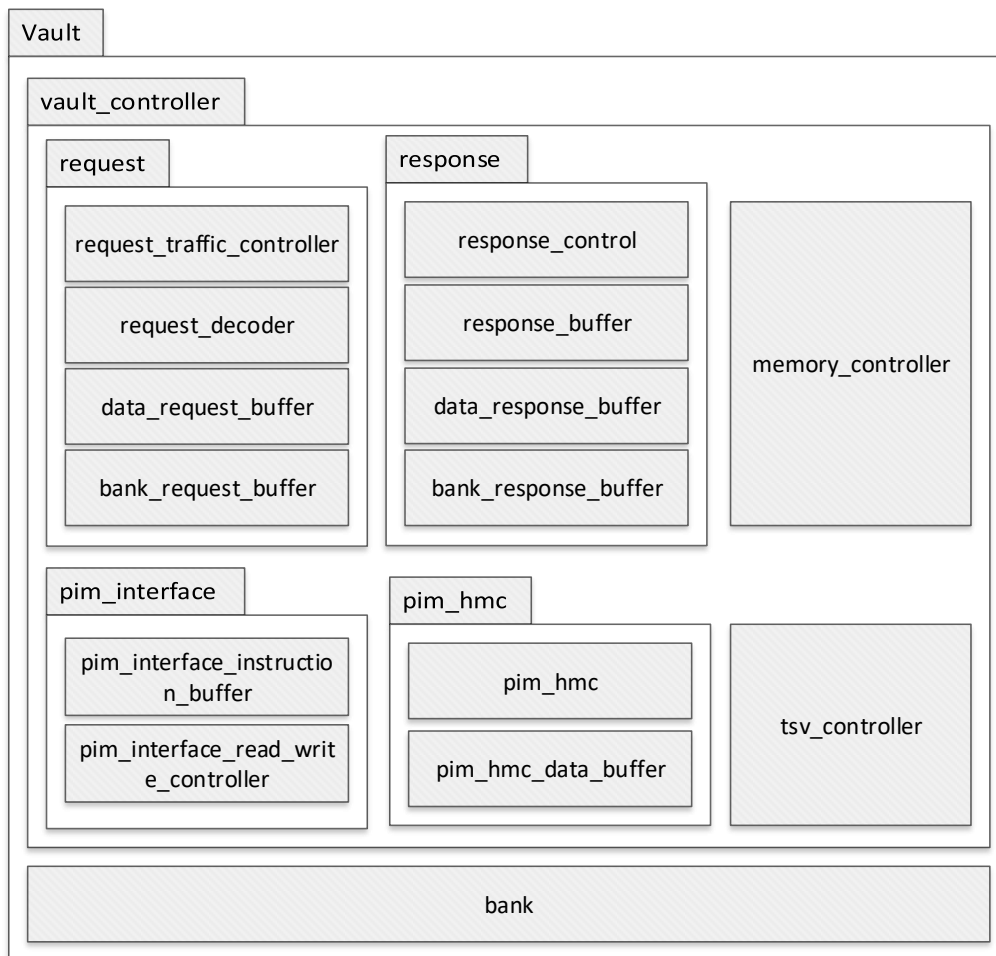 Vault
vault_controller
request
request_traffic_controller
request_decoder
data_request_buffer
bank_request_buffer
response
response_control
response_buffer
data_response_buffer
bank_response_buffer
memory_controller
pim_interface
pim_interface_instructio
n_buffer
pim_interface_read_writ
e_controller
pim_hmc
pim_hmc
pim_hmc_data_buffer
tsv_controller
bank